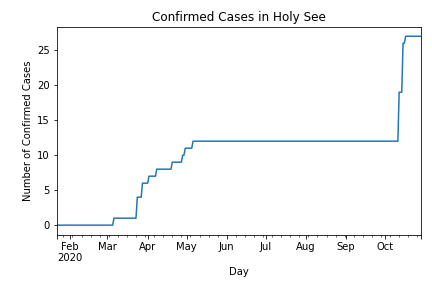 Confirmed Cases in Holy See
Number of Confirmed Cases
25
20
15
10
5
0
Feb
2020
Mar
Apr
May
Jun
Jul
Aug
Sep
Oct
Day